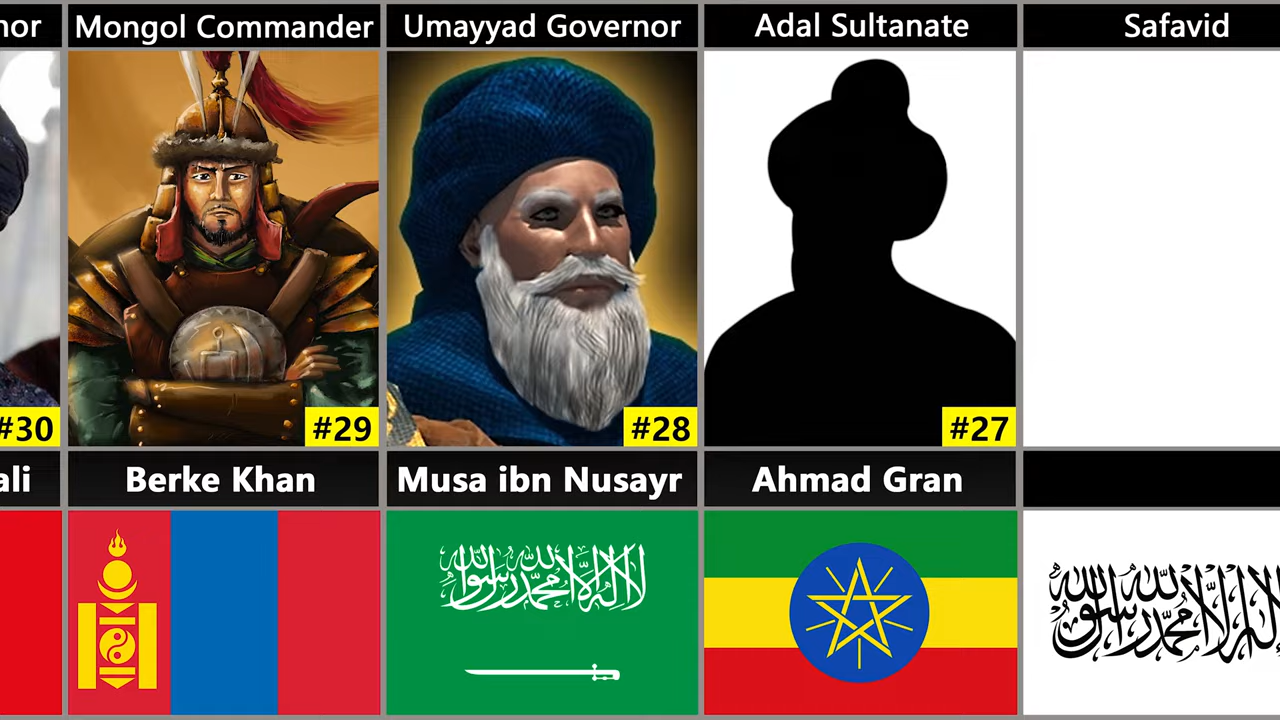 nor
Mongol Commander
Umayyad Governor
Adal Sultanate
Safavid
#30
#29
#28
#27
ali
Berke Khan
Musa ibn Nusayr
Ahmad Gran
لا إله إلا الله محمد رسول الله
لا إله إلا الله محمد رسول الله